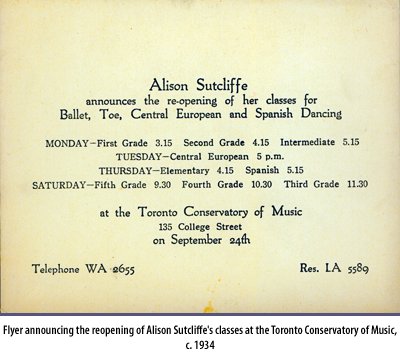 Alison Sutcliffe
announces the re-opening of her classes for
Ballet, Toe, Central European and Spanish Dancing
MONDAY—First Grade 3.15 Second Grade 4.15 Intermediate 5.15
TUESDAY—Central European 5 p.m.
THURSDAY—Elementary 4.15 Spanish 5.15
SATURDAY—Fifth Grade 9.30 Fourth Grade 10.30 Third Grade 11.30
at the Toronto Conservatory of Music
135 College Street
on September 24th
Telephone WA 2655 Res. LA 5589
Flyer announcing the reopening of Alison Sutcliffe's classes at the Toronto Conservatory of Music,
c. 1934